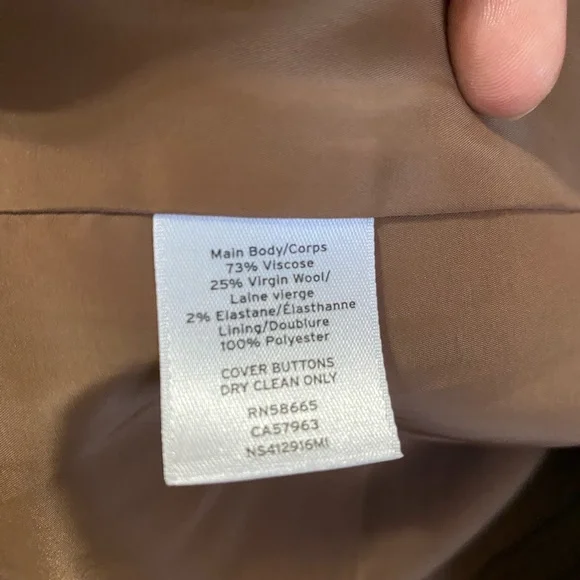 Main Body/Corps
73% Viscose
25% Virgin Wool/
Laine vierge
2% Elastane/Élasthanne
Lining/Doublure
100% Polyester
COVER BUTTONS
DRY CLEAN ONLY
RN58665
CA57963
NS412916MI